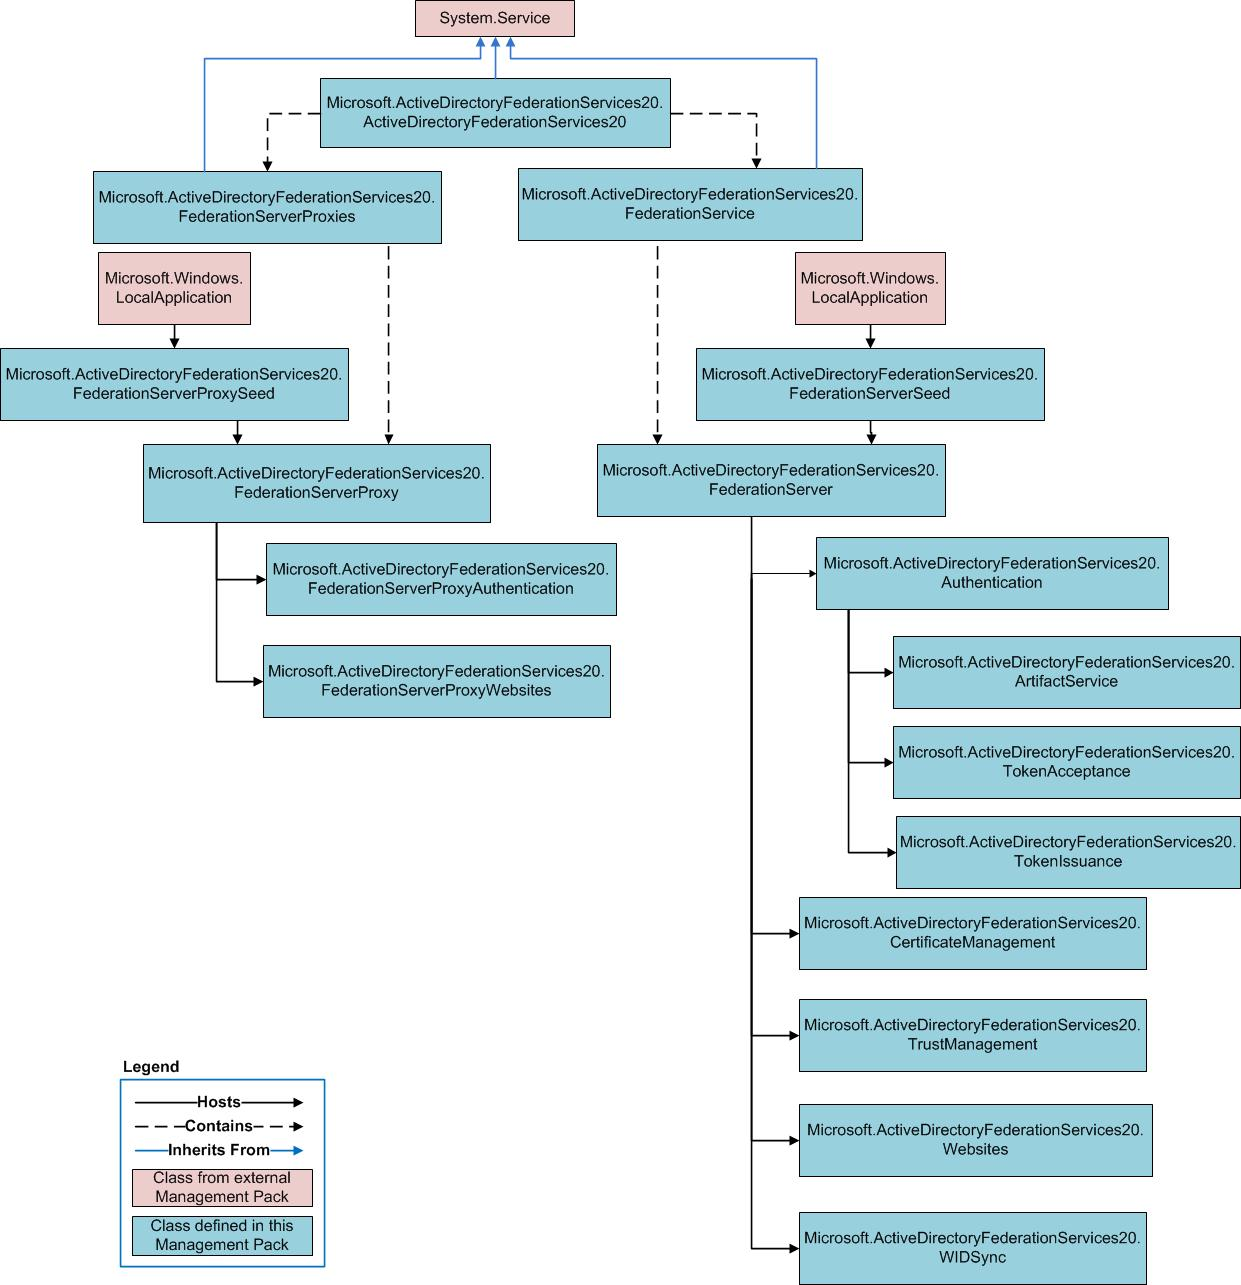 System.Service
Microsoft.ActiveDirectoryFederationServices20.
ActiveDirectoryFederationServices20
Microsoft.ActiveDirectoryFederationServices20.
FederationServerProxies
Microsoft.ActiveDirectoryFederationServices20.
FederationService
Microsoft.Windows.
LocalApplication
Microsoft.Windows.
LocalApplication
Microsoft.ActiveDirectoryFederationServices20.
FederationServerProxySeed
Microsoft.ActiveDirectoryFederationServices20.
FederationServerSeed
Microsoft.ActiveDirectoryFederationServices20.
FederationServerProxy
Microsoft.ActiveDirectoryFederationServices20.
FederationServer
Microsoft.ActiveDirectoryFederationServices20.
FederationServerProxyAuthentication
Microsoft.ActiveDirectoryFederationServices20.
Authentication
Microsoft.ActiveDirectoryFederationServices20.
FederationServerProxyWebsites
Microsoft.ActiveDirectoryFederationServices20.
ArtifactService
Microsoft.ActiveDirectoryFederationServices20.
TokenAcceptance
Microsoft.ActiveDirectoryFederationServices20.
TokenIssuance
Microsoft.ActiveDirectoryFederationServices20.
CertificateManagement
Microsoft.ActiveDirectoryFederationServices20.
TrustManagement
Microsoft.ActiveDirectoryFederationServices20.
Websites
Microsoft.ActiveDirectoryFederationServices20.
WIDSync
Legend
Hosts
Contains
Inherits From
Class from external
Management Pack
Class defined in this
Management Pack